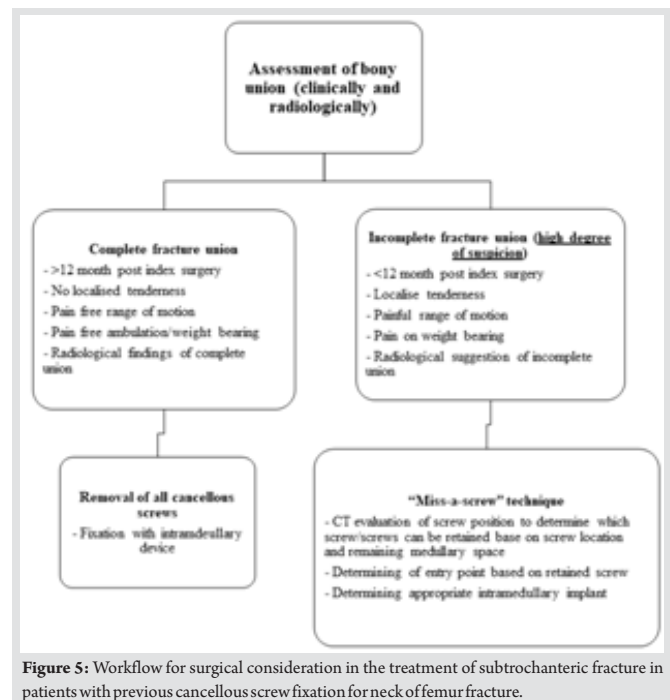 Assessment of bony
union (clinically and
radiologically)
Complete fracture union
- >12 month post index surgery
- No localised tenderness
- Pain free range of motion
- Pain free ambulation/weight bearing
- Radiological findings of complete
union
Incomplete fracture union (high degree
of suspicion)
- <12 month post index surgery
- Localise tenderness
- Painful range of motion
- Pain on weight bearing
- Radiological suggestion of incomplete
union
Removal of all cancellous
screws
- Fixation with intramdeullary
device
“Miss-a-screw” technique
- CT evaluation of screw position to determine which
screw/screws can be retained base on screw location
and remaining medullary space
- Determining of entry point based on retained screw
- Determining appropriate intramedullary implant
Figure 5: Workflow for surgical consideration in the treatment of subtrochanteric fracture in
patients with previous cancellous screw fixation for neck of femur fracture.